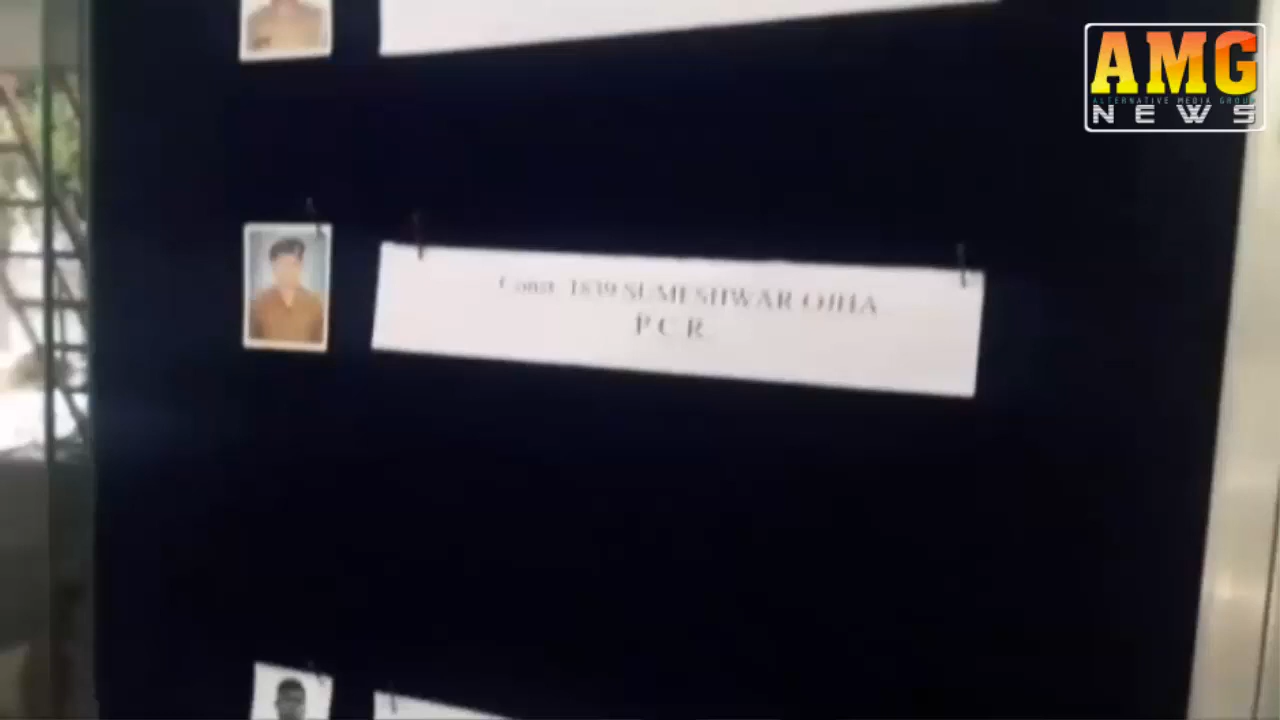 Const 1839 SUMESHWAR OJHA
P C R
AMG
ALTERNATIVE MEDIA GROUP
NEWS